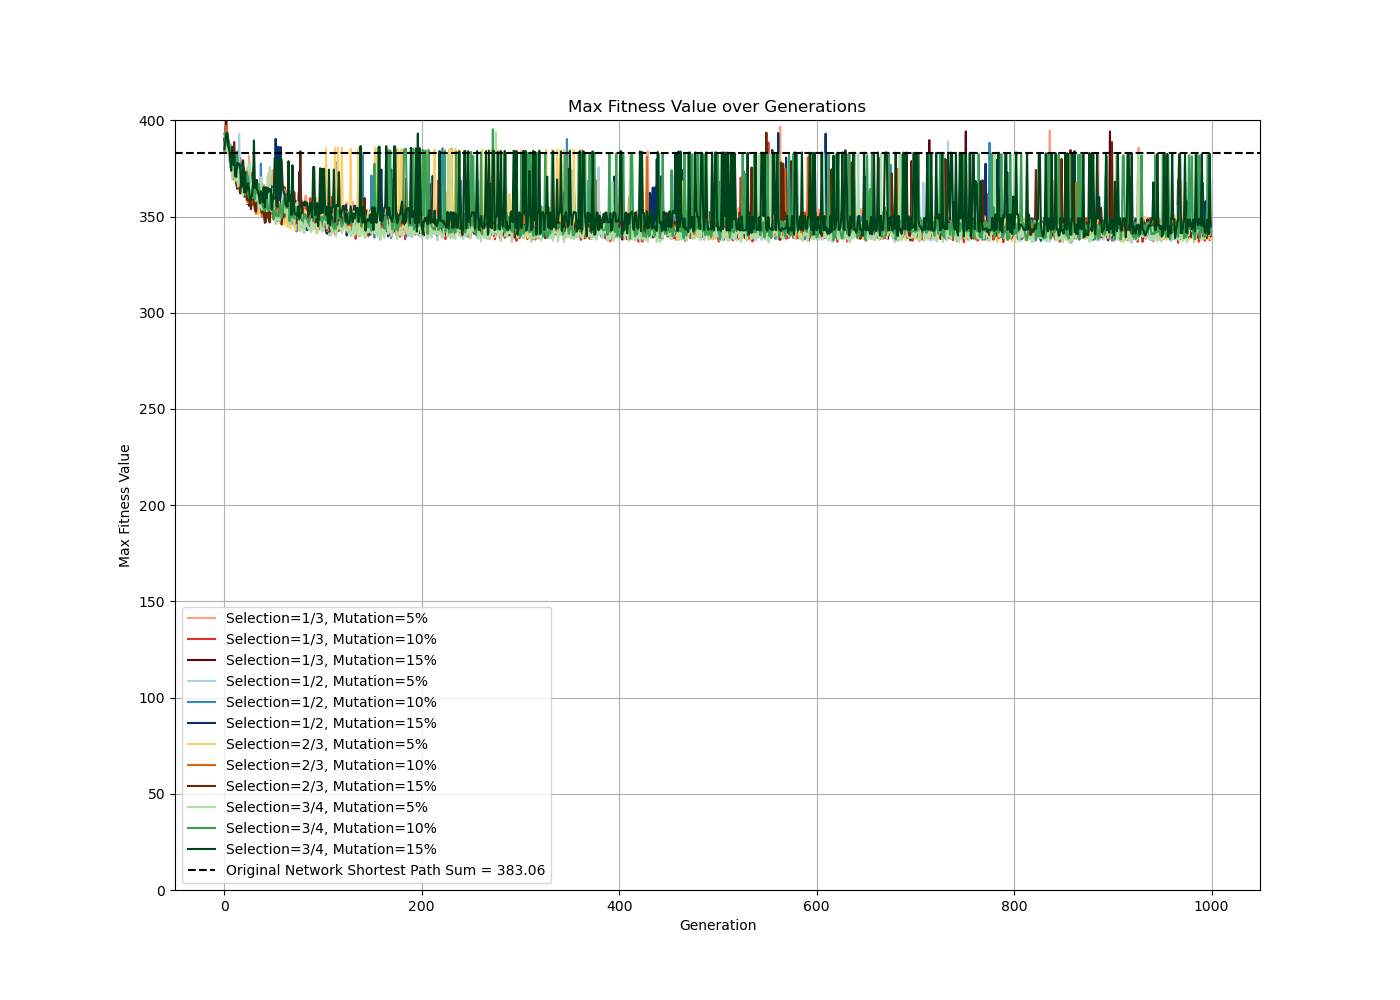 Max Fitness Value over Generations
400
350
300
250
200
150
100
50
0
Max Fitness Value
Selection=1/3, Mutation=5%
Selection=1/3, Mutation=10%
Selection=1/3, Mutation=15%
Selection=1/2, Mutation=5%
Selection=1/2, Mutation=10%
Selection=1/2, Mutation=15%
Selection=2/3, Mutation=5%
Selection=2/3, Mutation=10%
Selection=2/3, Mutation=15%
Selection=3/4, Mutation=5%
Selection=3/4, Mutation=10%
Selection=3/4, Mutation=15%
Original Network Shortest Path Sum = 383.06
0 200 400 600 800 1000
Generation